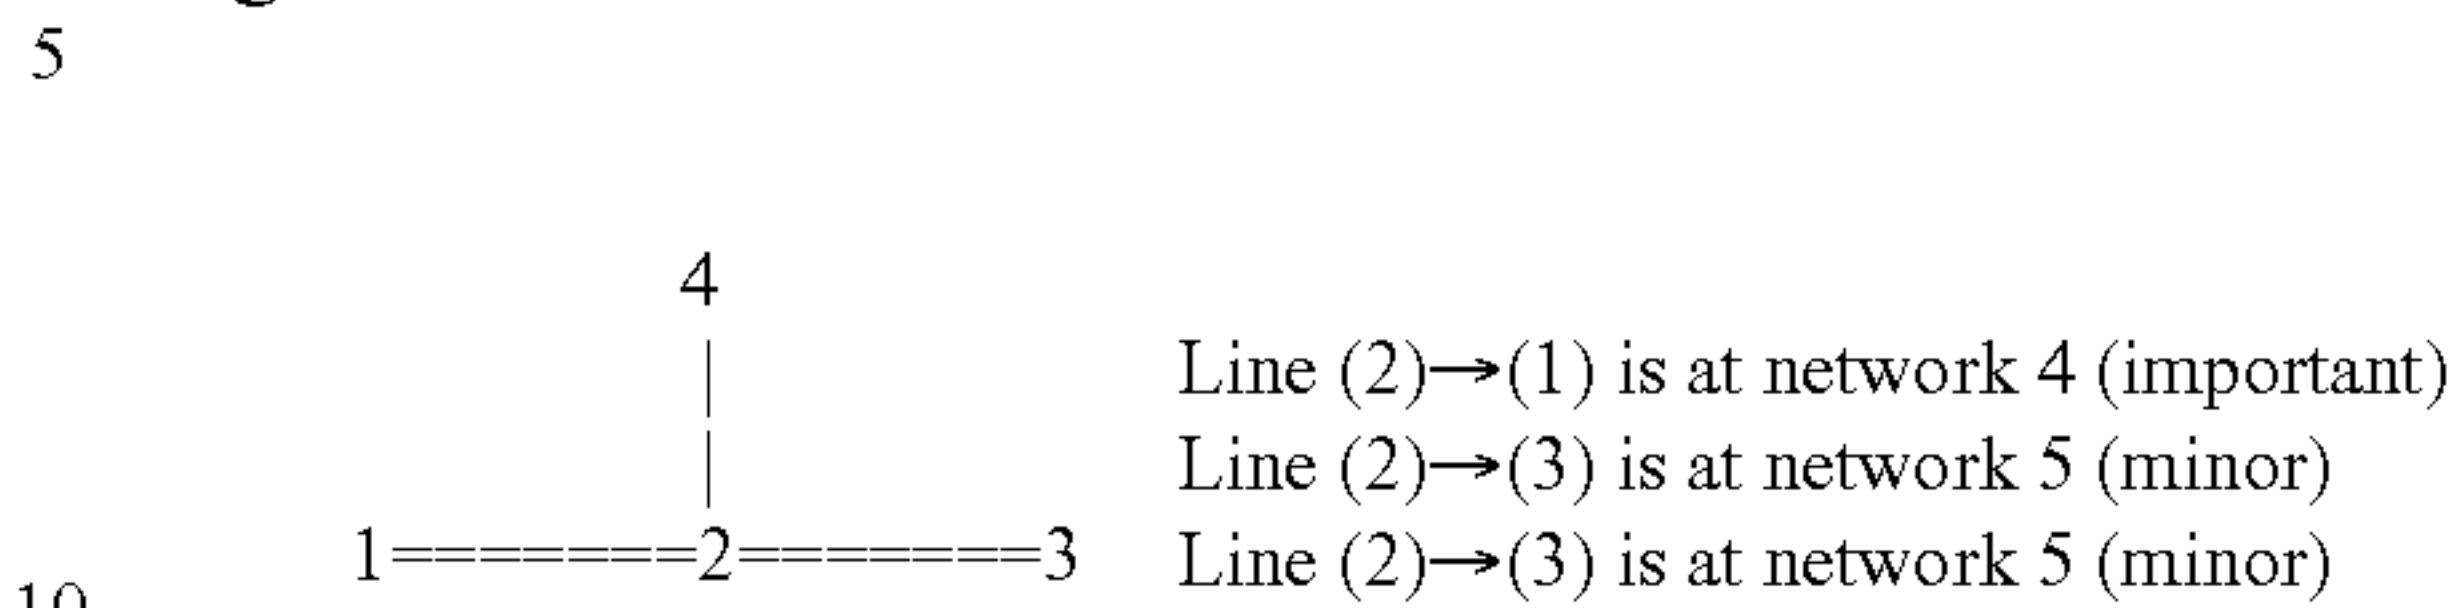 5
4
|
|
1=======2=======3
Line (2)→(1) is at network 4 (important)
Line (2)→(3) is at network 5 (minor)
Line (2)→(3) is at network 5 (minor)
10